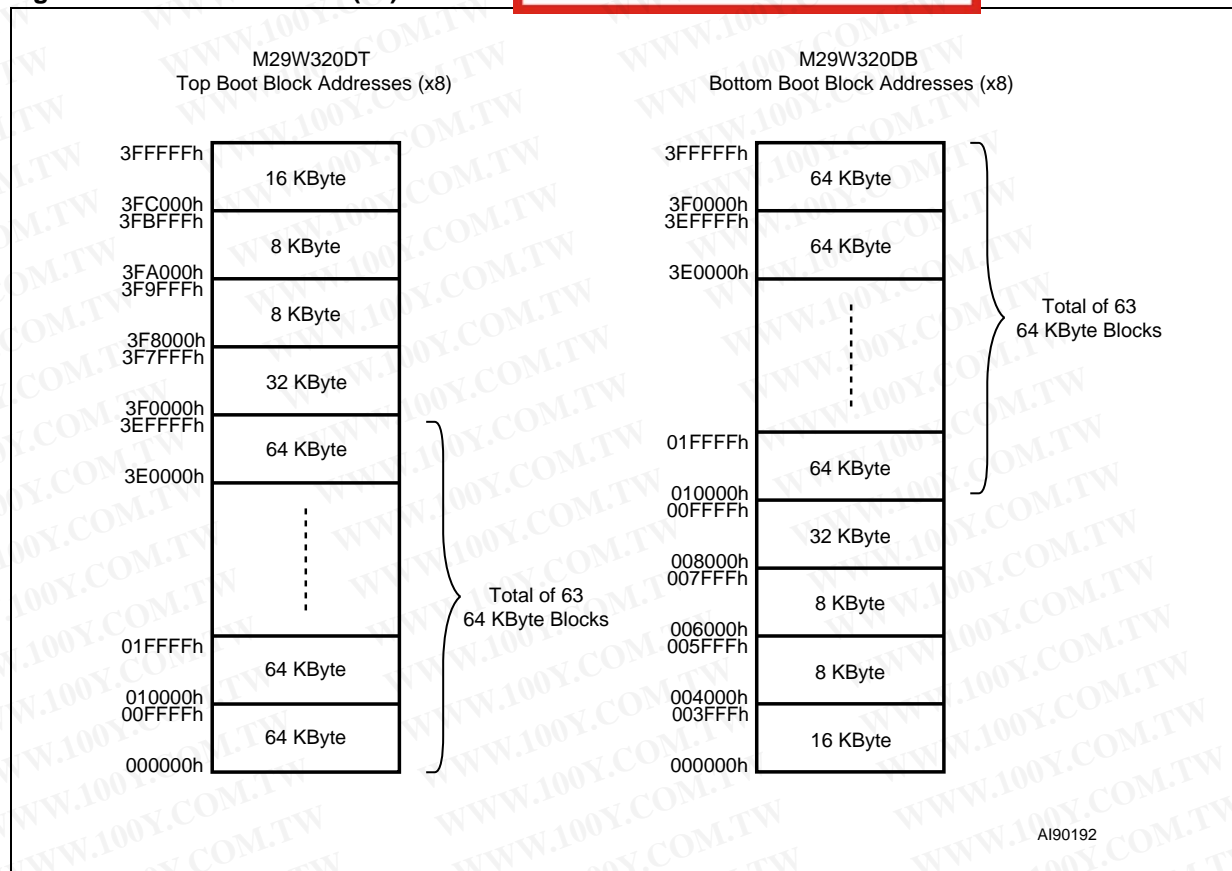 M29W320DT
Top Boot Block Addresses (x8)
3FFFFFh
16 KByte
3FC000h
3FBFFFh
8 KByte
3FA000h
3F9FFFh
8 KByte
3F8000h
3F7FFFh
32 KByte
3F0000h
3EFFFFh
64 KByte
3E0000h
Total of 63
64 KByte Blocks
01FFFFh
64 KByte
010000h
00FFFFh
64 KByte
000000h
M29W320DB
Bottom Boot Block Addresses (x8)
3FFFFFh
64 KByte
3F0000h
3EFFFFh
64 KByte
3E0000h
Total of 63
64 KByte Blocks
01FFFFh
64 KByte
010000h
00FFFFh
32 KByte
008000h
007FFFh
8 KByte
006000h
005FFFh
8 KByte
004000h
003FFFh
16 KByte
000000h
AI90192
WWW.100Y.COM.TW